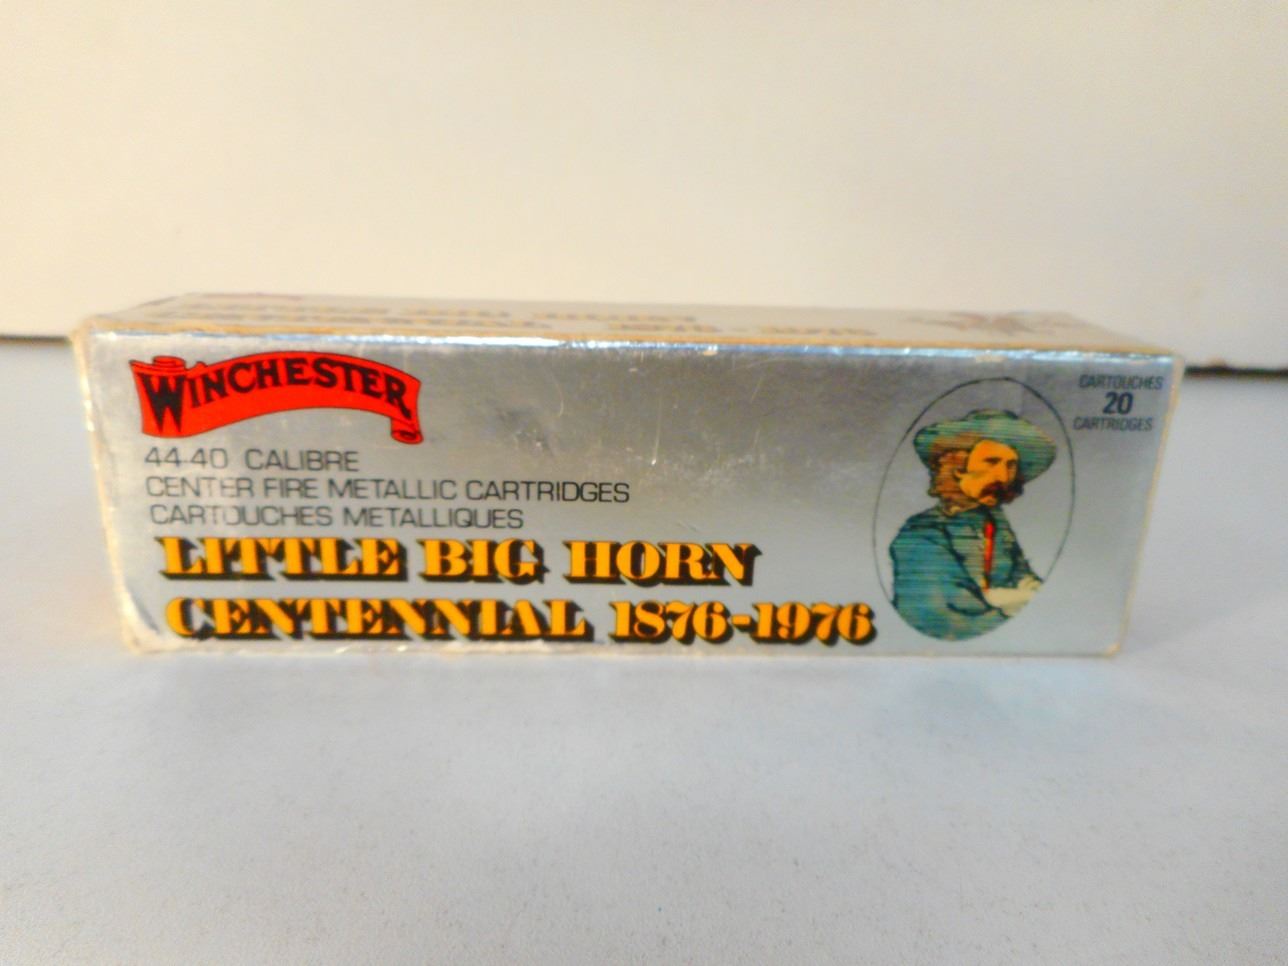 WINCHESTER
44-40 CALIBRE
CENTER FIRE METALLIC CARTRIDGES
CARTOUCHES METALLIQUES
LITTLE BIG HORN
CENTENNIAL 1876-1976
CARTOUCHES
20
CARTRIDGES